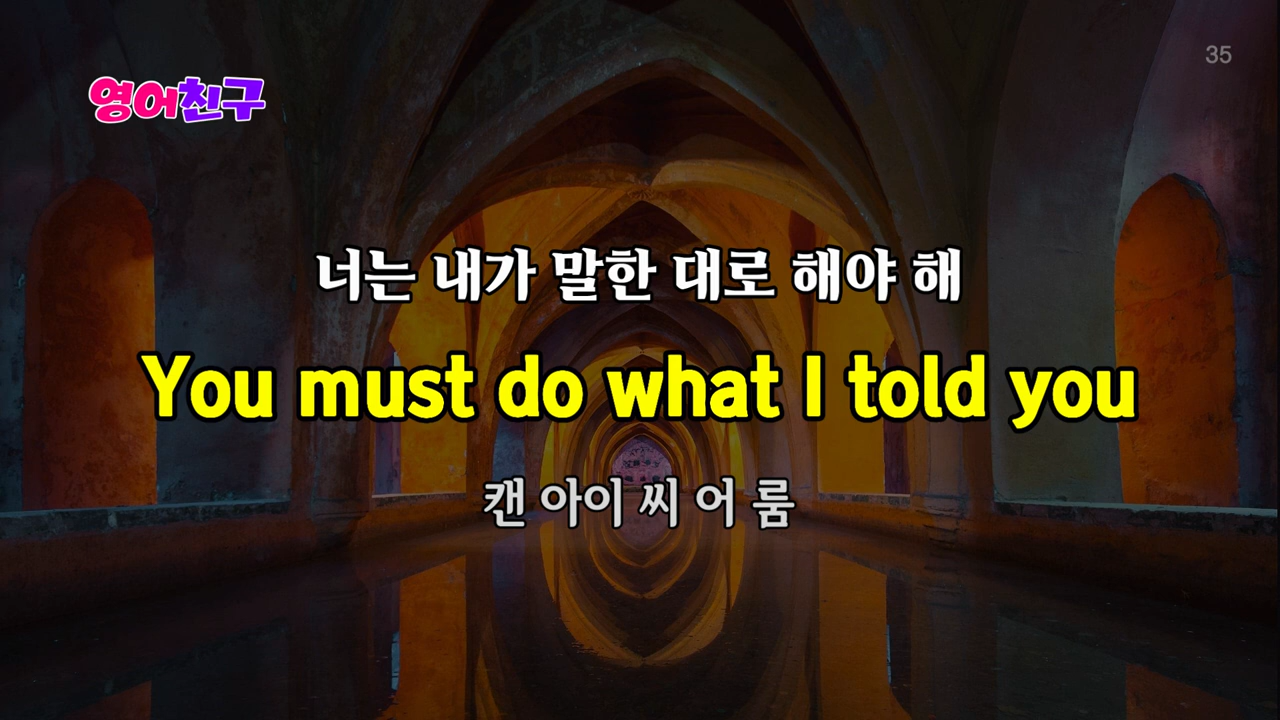 35
영어친구
너는 내가 말한 대로 해야 해
You must do what I told you
캔 아이 씨 어 룸